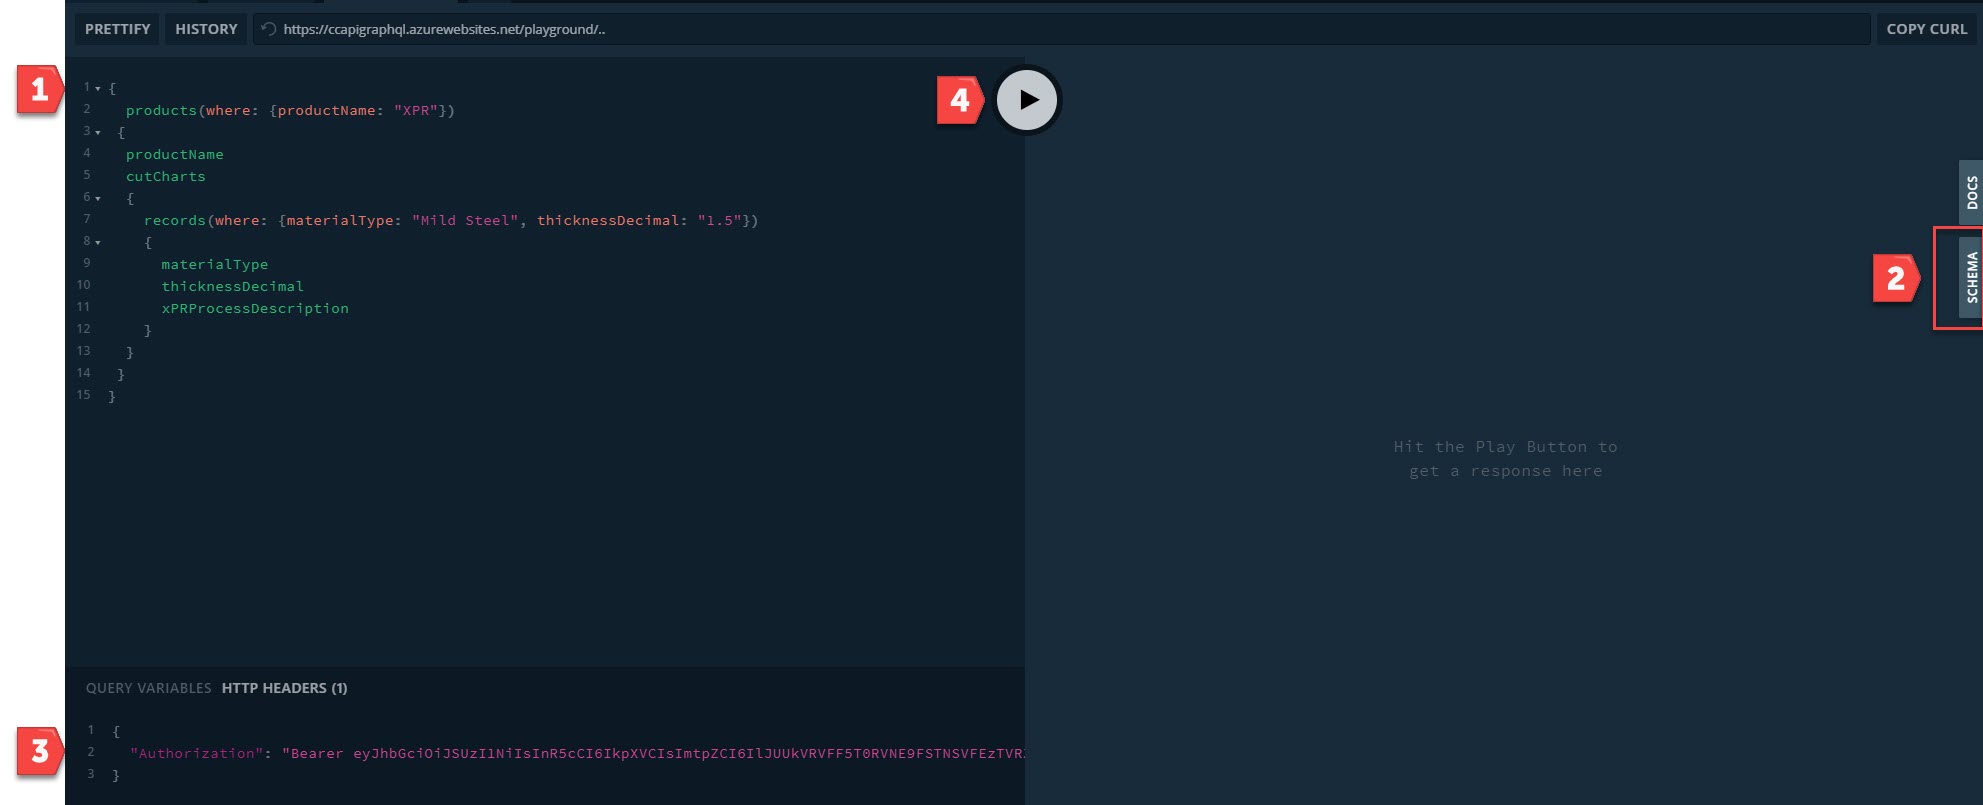 PRETTIFY HISTORY https://ccapigraphql.azurewebsites.net/playground/.. COPY CURL
1
1 {
2 products(where: {productName: "XPR"})
3 {
4 productName
5 cutCharts
6 {
7 records(where: {materialType: "Mild Steel", thicknessDecimal: "1.5"})
8 {
9 materialType
10 thicknessDecimal
11 xPRProcessDescription
12 }
13 }
14 }
15 }
4
DOCS
2
SCHEMA
Hit the Play Button to
get a response here
QUERY VARIABLES HTTP HEADERS (1)
3
1 {
2 "Authorization": "Bearer
3 }